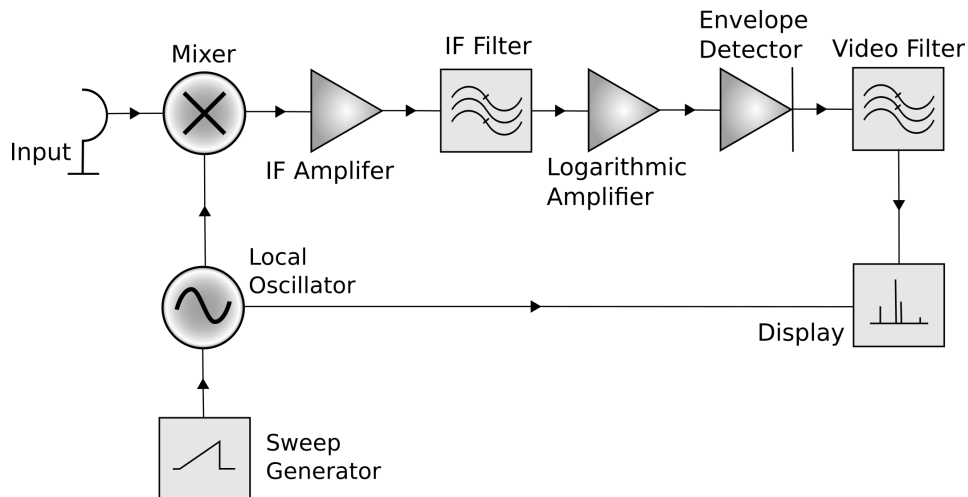 Mixer
IF Filter
Envelope
Detector
Video Filter
Input
IF Amplifer
Logarithmic
Amplifier
Local
Oscillator
Display
Sweep
Generator